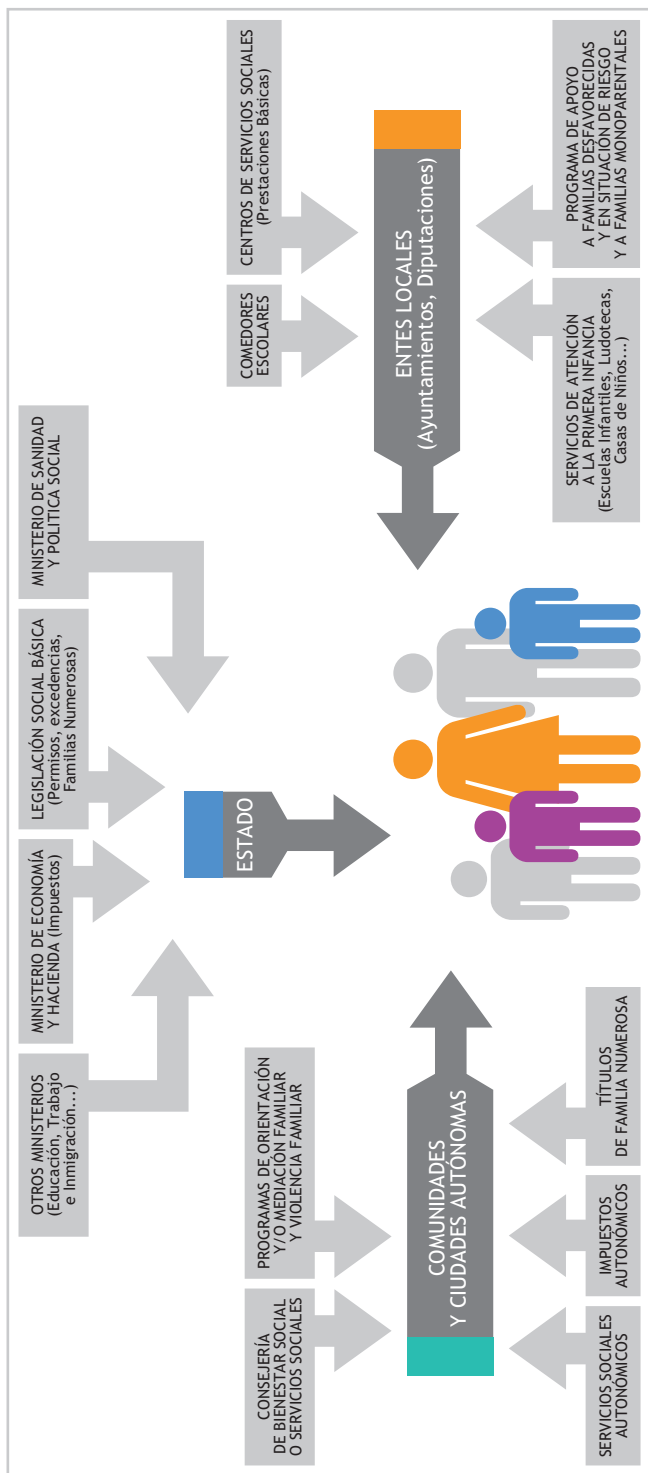 OTROS MINISTERIOS
(Educación, Trabajo
e Inmigración...)
MINISTERIO DE ECONOMÍA
Y HACIENDA (Impuestos)
LEGISLACIÓN SOCIAL BÁSICA
(Permisos, excedencias,
Familias Numerosas)
MINISTERIO DE SANIDAD
Y POLITICA SOCIAL
ESTADO
CONSEJERÍA
DE BIENESTAR SOCIAL
O SERVICIOS SOCIALES
PROGRAMAS DE ORIENTACIÓN
Y/O MEDIACIÓN FAMILIAR
Y VIOLENCIA FAMILIAR
COMUNIDADES
Y CIUDADES AUTÓNOMAS
SERVICIOS SOCIALES
AUTONÓMICOS
IMPUESTOS
AUTONÓMICOS
TÍTULOS
DE FAMILIA NUMEROSA
COMEDORES
ESCOLARES
CENTROS DE SERVICIOS SOCIALES
(Prestaciones Básicas)
ENTES LOCALES
(Ayuntamientos, Diputaciones)
SERVICIOS DE ATENCIÓN
A LA PRIMERA INFANCIA
(Escuelas Infantiles, Ludotecas,
Casas de Niños...)
PROGRAMA DE APOYO
A FAMILIAS DESFAVORECIDAS
Y EN SITUACIÓN DE RIESGO
Y A FAMILIAS MONOPARENTALES